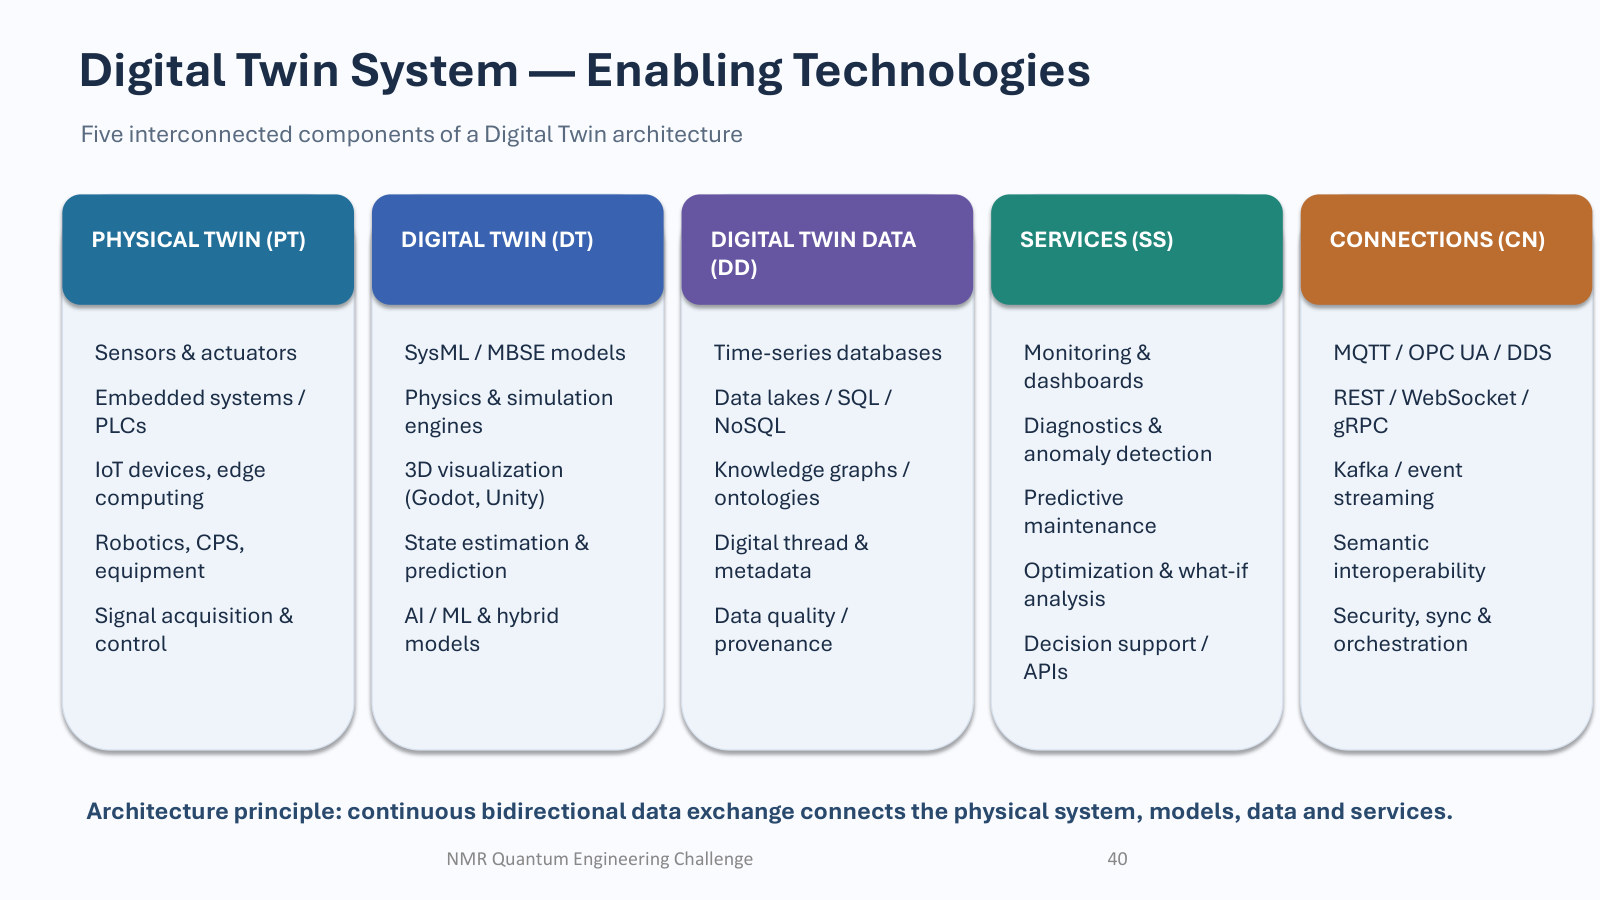 Digital Twin System — Enabling Technologies
Five interconnected components of a Digital Twin architecture
PHYSICAL TWIN (PT)
Sensors & actuators
Embedded systems /
PLCs
IoT devices, edge
computing
Robotics, CPS,
equipment
Signal acquisition &
control
DIGITAL TWIN (DT)
SysML / MBSE models
Physics & simulation
engines
3D visualization
(Godot, Unity)
State estimation &
prediction
AI / ML & hybrid
models
DIGITAL TWIN DATA
(DD)
Time-series databases
Data lakes / SQL /
NoSQL
Knowledge graphs /
ontologies
Digital thread &
metadata
Data quality /
provenance
SERVICES (SS)
Monitoring &
dashboards
Diagnostics &
anomaly detection
Predictive
maintenance
Optimization & what-if
analysis
Decision support /
APIs
CONNECTIONS (CN)
MQTT / OPC UA / DDS
REST / WebSocket /
gRPC
Kafka / event
streaming
Semantic
interoperability
Security, sync &
orchestration
Architecture principle: continuous bidirectional data exchange connects the physical system, models, data and services.
NMR Quantum Engineering Challenge
40